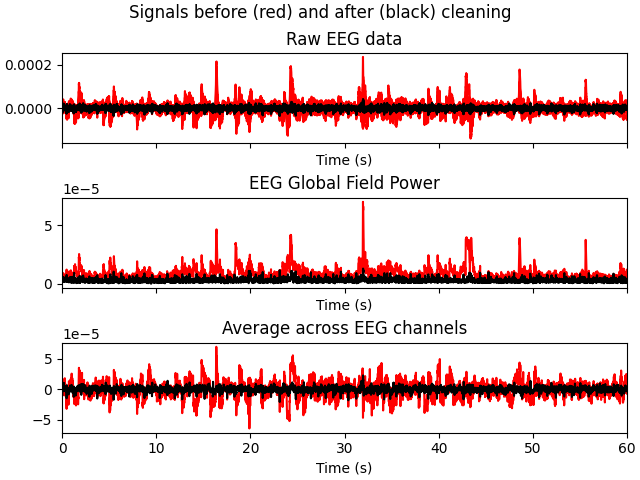 Signals before (red) and after (black) cleaning
Raw EEG data
0.0002
0.0000
Time (s)
EEG Global Field Power
1e−5
5
0
Time (s)
Average across EEG channels
1e−5
5
0
−5
0 10 20 30 40 50 60
Time (s)